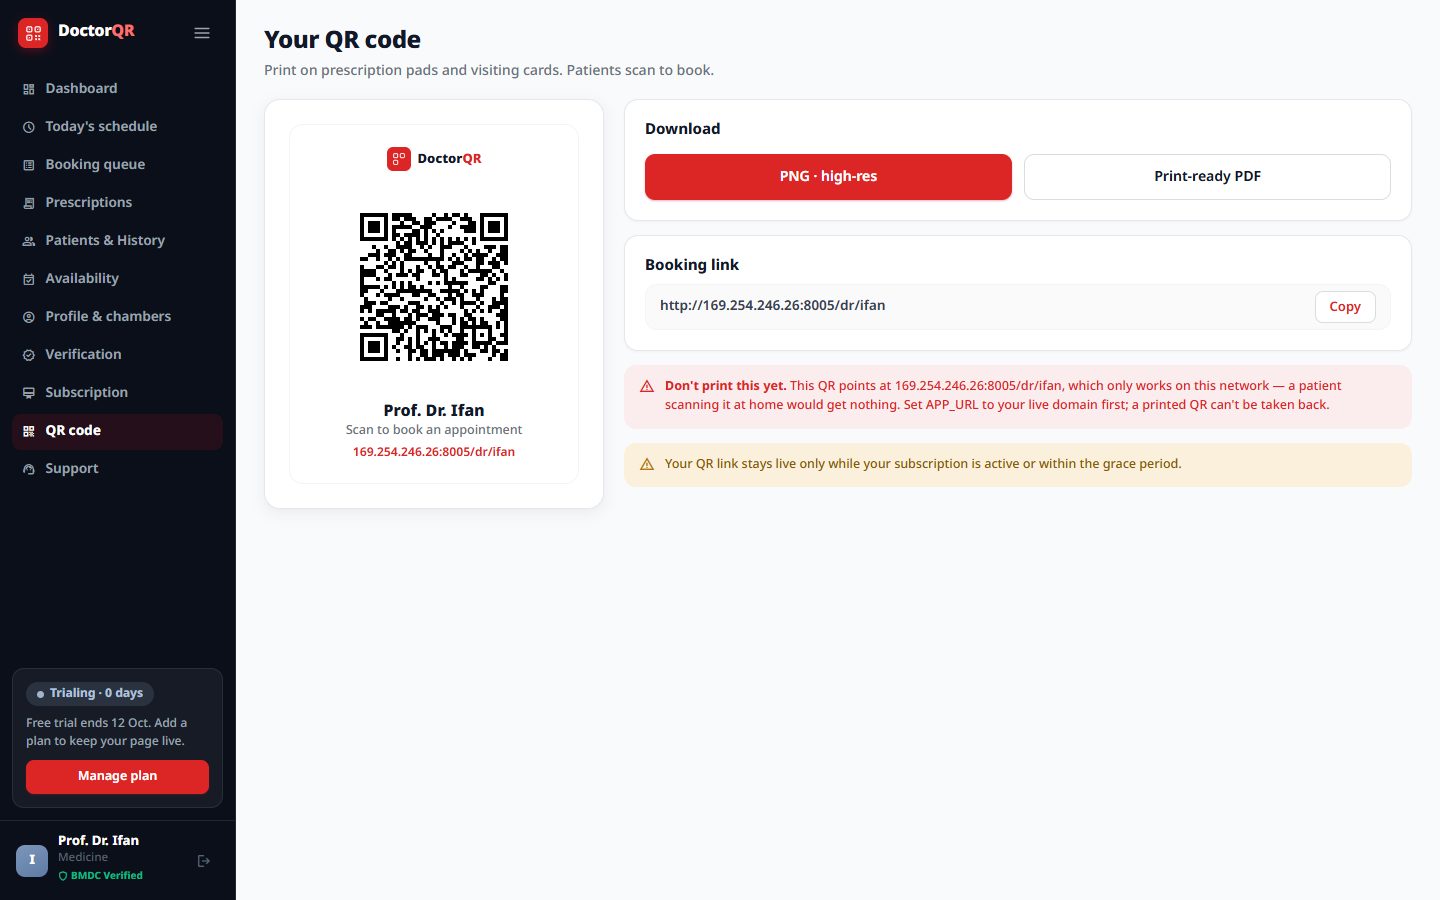 DoctorQR
Dashboard
Today's schedule
Booking queue
Prescriptions
Patients & History
Availability
Profile & chambers
Verification
Subscription
QR code
Support
Trialing · 0 days
Free trial ends 12 Oct. Add a
plan to keep your page live.
Manage plan
I
Prof. Dr. Ifan
Medicine
BMDC Verified
Your QR code
Print on prescription pads and visiting cards. Patients scan to book.
DoctorQR
Prof. Dr. Ifan
Scan to book an appointment
169.254.246.26:8005/dr/ifan
Download
PNG · high-res
Print-ready PDF
Booking link
http://169.254.246.26:8005/dr/ifan
Copy
Don't print this yet. This QR points at 169.254.246.26:8005/dr/ifan, which only works on this network — a patient
scanning it at home would get nothing. Set APP_URL to your live domain first; a printed QR can't be taken back.
Your QR link stays live only while your subscription is active or within the grace period.